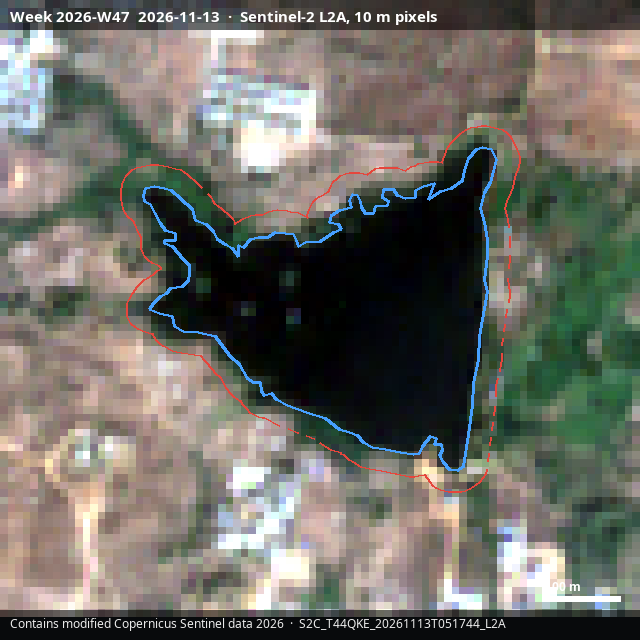 Week 2026-W47  2026-11-13  ·  Sentinel-2 L2A, 10 m pixels
m
Contains modified Copernicus Sentinel data 2026  ·  S2C_T44QKE_20261113T051744_L2A